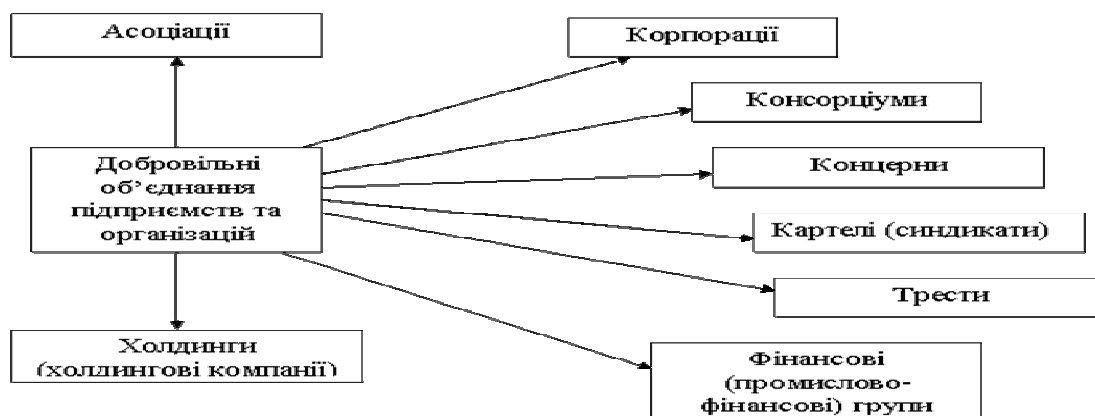 Асоціації
Корпорації
Консорціуми
Добровільні
об’єднання
підприємств та
організацій
Концерни
Картелі (синдикати)
Трести
Холдинги
(холдингові компанії)
Фінансові
(промислово-
фінансові) групи